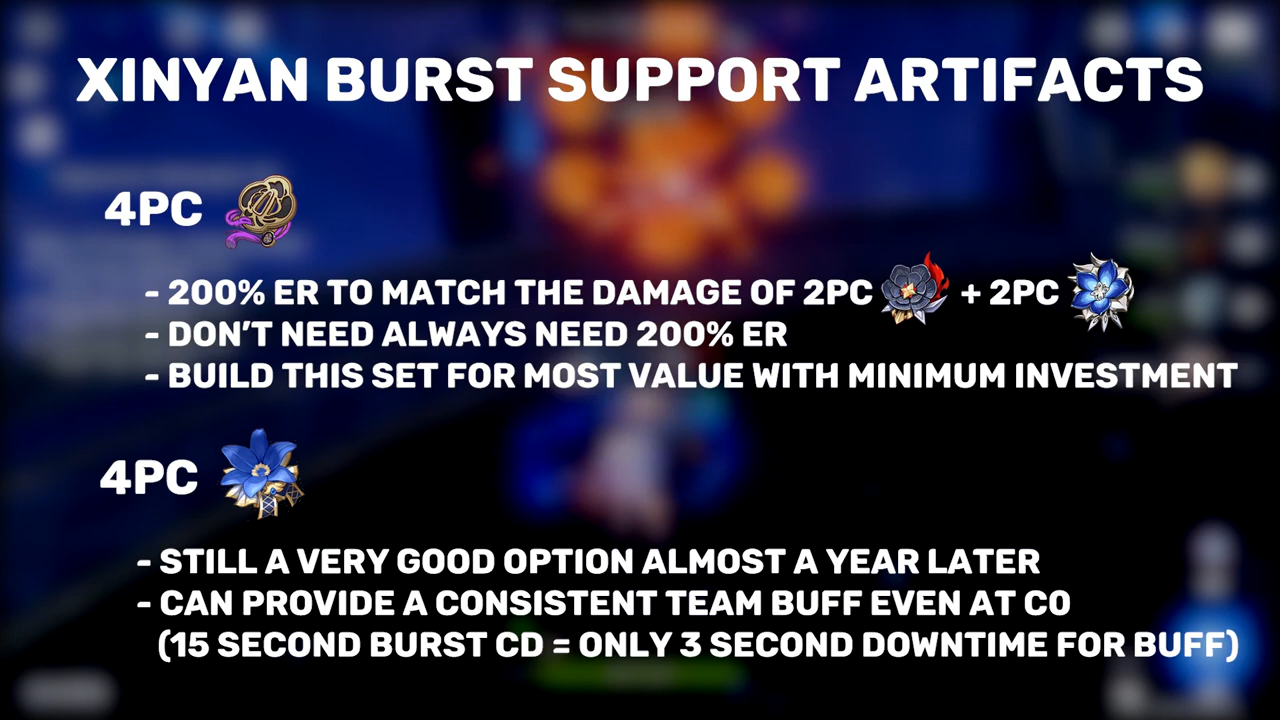 XINYAN BURST SUPPORT ARTIFACTS
4PC
- 200% ER TO MATCH THE DAMAGE OF 2PC + 2PC
- DON'T NEED ALWAYS NEED 200% ER
- BUILD THIS SET FOR MOST VALUE WITH MINIMUM INVESTMENT
4PC
- STILL A VERY GOOD OPTION ALMOST A YEAR LATER
- CAN PROVIDE A CONSISTENT TEAM BUFF EVEN AT C0
(15 SECOND BURST CD = ONLY 3 SECOND DOWNTIME FOR BUFF)